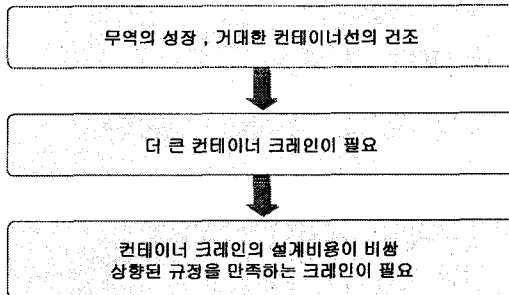 무역의 성장 , 거대한 컨테이너선의 건조
더 큰 컨테이너 크레인이 필요
컨테이너 크레인의 설계비용이 비쌈
상향된 규정을 만족하는 크레인이 필요